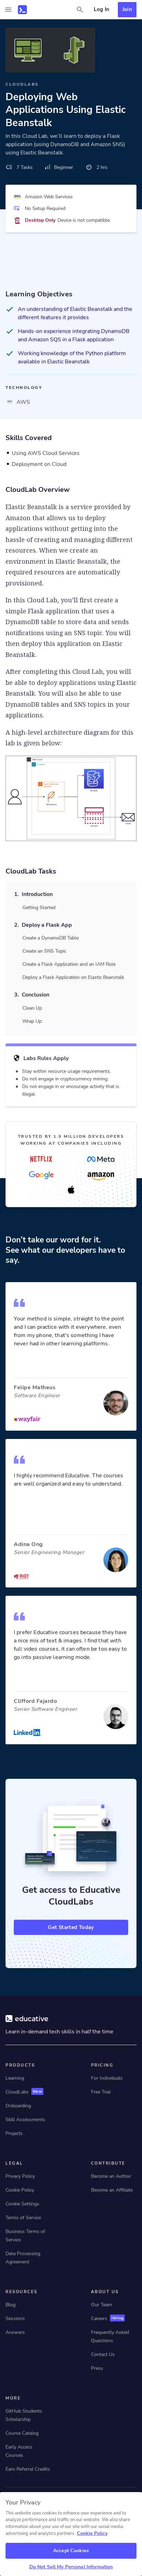 Log In
Join
CLOUDLABS
Deploying Web
Applications Using Elastic
Beanstalk
In this Cloud Lab, we'll learn to deploy a Flask
application (using DynamoDB and Amazon SNS)
using Elastic Beanstalk.
7 Tasks
Beginner
2 hrs
Amazon Web Services
No Setup Required
Desktop Only Device is not compatible.
Learning Objectives
An understanding of Elastic Beanstalk and the
different features it provides
Hands-on experience integrating DynamoDB
and Amazon SQS in a Flask application
Working knowledge of the Python platform
available in Elastic Beanstalk
TECHNOLOGY
AWS
Skills Covered
Using AWS Cloud Services
Deployment on Cloud
CloudLab Overview
Elastic Beanstalk is a service provided by
Amazon to deploy web applications
without getting into the
hassle of creating and managing different
environments. We can create an
environment in Elastic Beanstalk, and the
required resources are automatically
provisioned.
In this Cloud Lab, you'll first create a
simple Flask application that uses a
DynamoDB table to store data and sends
notifications using an SNS topic. You will
then deploy this application on Elastic
Beanstalk.
After completing this Cloud Lab, you will
be able to deploy applications using Elastic
Beanstalk. You will also be able to use
DynamoDB tables and SNS topics in your
applications.
A high-level architecture diagram for this
lab is given below:
CloudLab Tasks
1. Introduction
Getting Started
2. Deploy a Flask App
Create a DynamoDB Table
Create an SNS Topic
Create a Flask Application and an IAM Role
Deploy a Flask Application on Elastic Beanstalk
3. Conclusion
Clean Up
Wrap Up
Labs Rules Apply
Stay within resource usage requirements.
Do not engage in cryptocurrency mining.
Do not engage in or encourage activity that is
illegal.
TRUSTED BY 1.3 MILLION DEVELOPERS
WORKING AT COMPANIES INCLUDING
NETFLIX
Meta
Google
amazon
Don't take our word for it.
See what our developers have to
say.
Your method is simple, straight to the point
and I can practice with it everywhere, even
from my phone, that's something I have
never had on other learning platforms.
Felipe Matheus
Software Engineer
wayfair
I highly recommend Educative. The courses
are well organized and easy to understand.
Adina Ong
Senior Engineering Manager
RIOT
GAMES
I prefer Educative courses because they have
a nice mix of text & images. I find that with
full video courses, it can often be too easy to
go into passive learning mode.
Clifford Fajardo
Senior Software Engineer
LinkedIn
Get access to Educative
CloudLabs
Get Started Today
educative
Learn in-demand tech skills in half the time
PRODUCTS
Learning
CloudLabs New
Onboarding
Skill Assessments
Projects
PRICING
For Individuals
Free Trial
LEGAL
Privacy Policy
Cookie Policy
Cookie Settings
Terms of Service
Business Terms of
Service
Data Processing
Agreement
CONTRIBUTE
Become an Author
Become an Affiliate
RESOURCES
Blog
Sessions
Answers
ABOUT US
Our Team
Careers Hiring
Frequently Asked
Questions
Contact Us
Press
MORE
GitHub Students
Scholarship
Course Catalog
Early Access
Courses
Earn Referral Credits
Your Privacy
This website uses cookies to enhance user experience and to
analyze performance and traffic on our website. We also share
information about your use of our site with our social media,
advertising and analytics partners. Cookie Policy
Accept Cookies
Do Not Sell My Personal Information